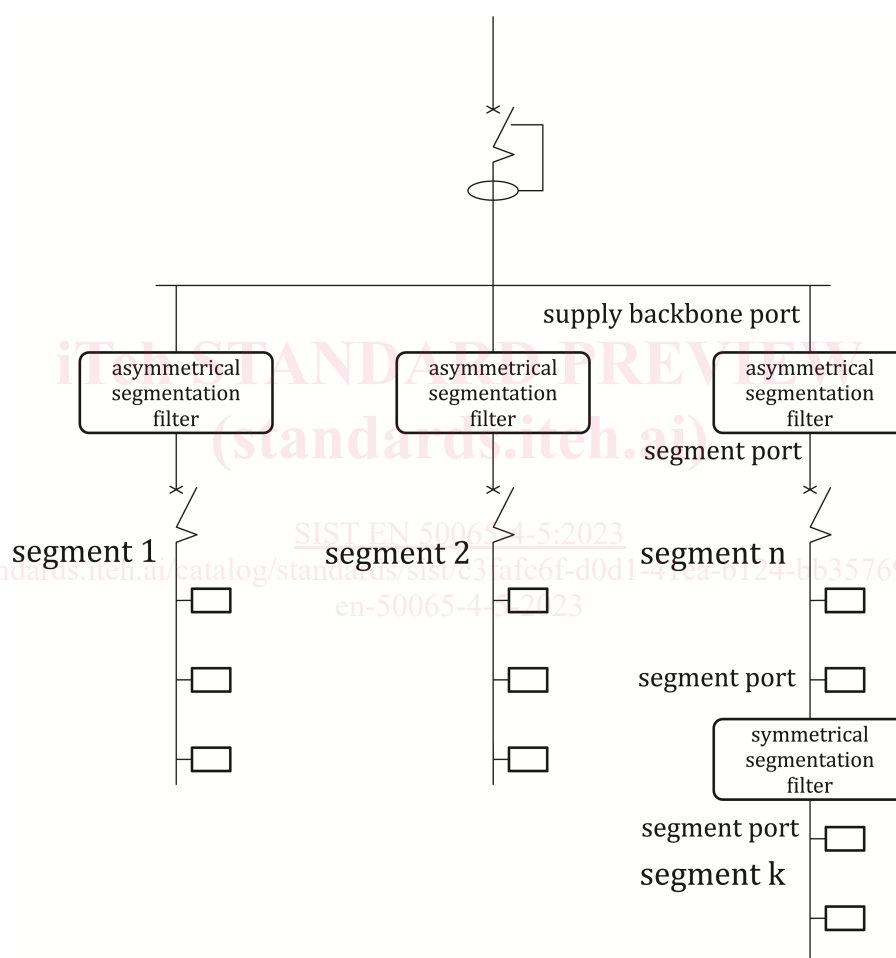 supply backbone port
iTeh STANDARD PREVIEW
asymmetrical
segmentation
filter
asymmetrical
segmentation
filter
asymmetrical
segmentation
filter
(standards.iteh.ai)
segment port
SIST EN 50065-4-5:2023
segment 1
segment 2
segment n
en-50065-4-5-2023
segment port
symmetrical
segmentation
filter
segment port
segment k